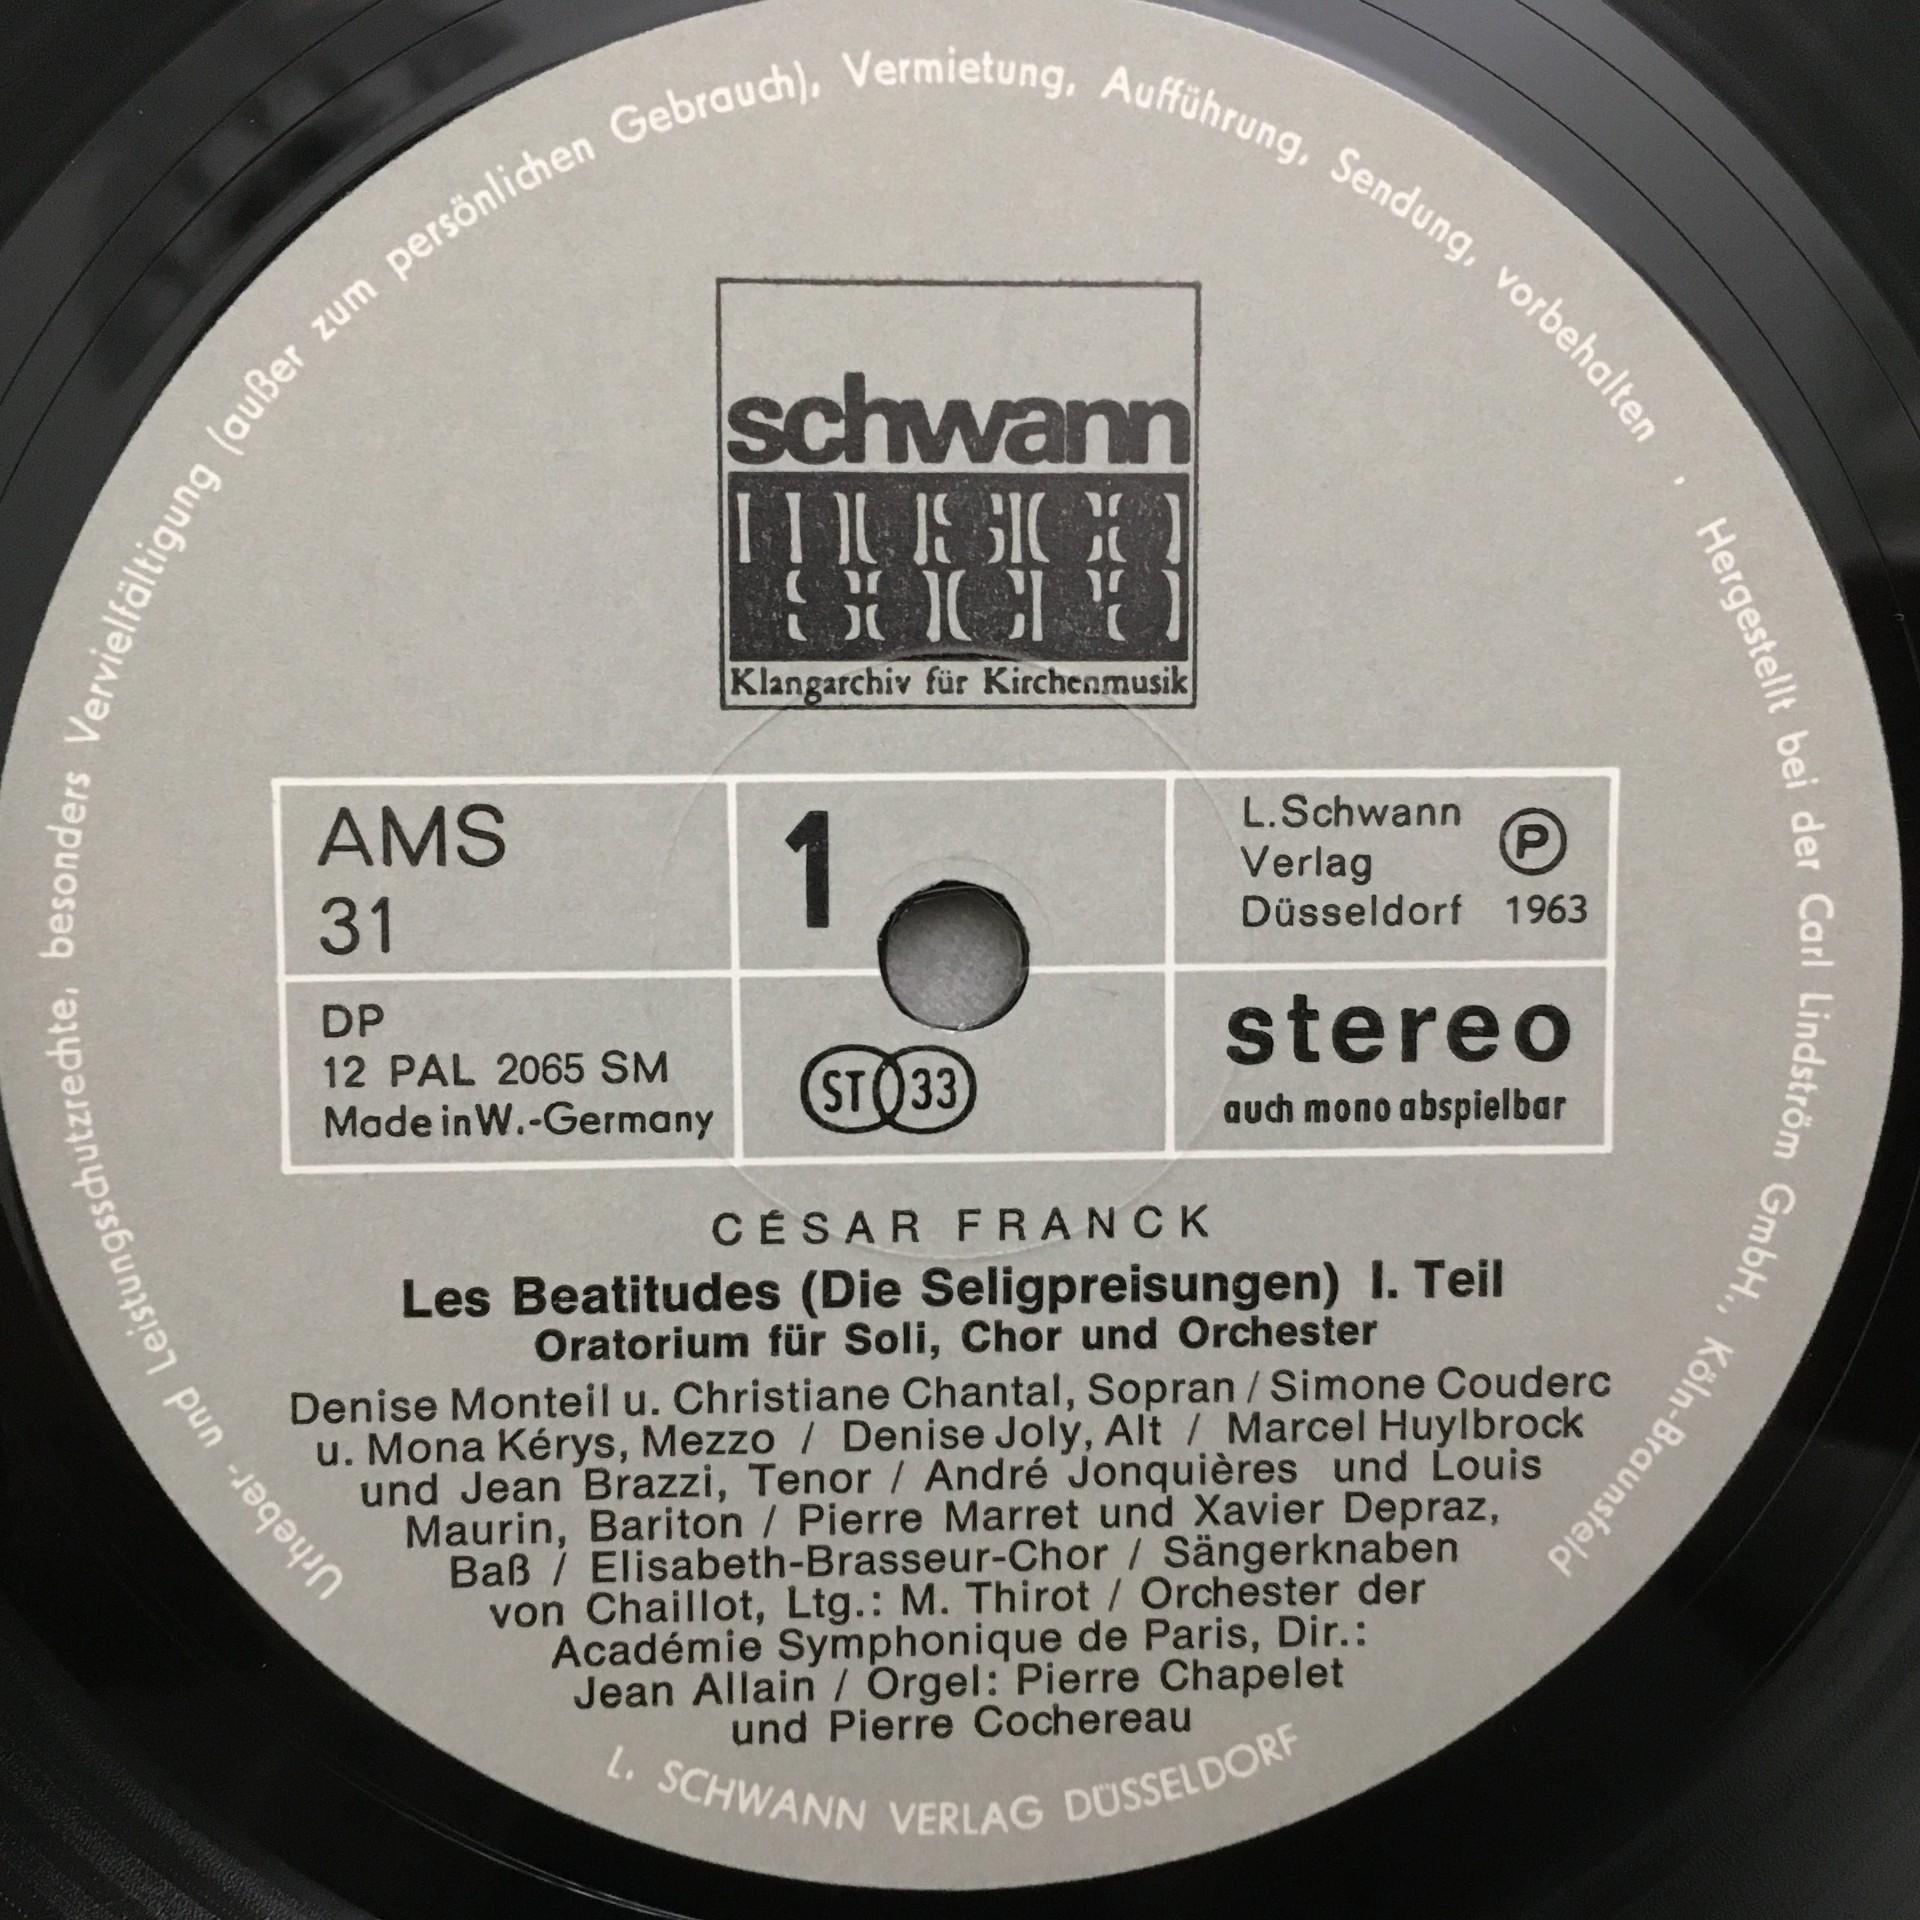 Urheber- und Leistungsschutzrechte, besonders Vervielfältigung (außer zum persönlichen Gebrauch), Vermietung, Aufführung, Sendung, vorbehalten . Hergestellt bei der Carl Lindström GmbH., Köln-Braunsfeld
schwann
Klangarchiv für Kirchenmusik
AMS
31
1
L.Schwann
Verlag
Düsseldorf
℗
1963
DP
12 PAL 2065 SM
Made in W.-Germany
ST 33
stereo
auch mono abspielbar
CÉSAR FRANCK
Les Beatitudes (Die Seligpreisungen) I. Teil
Oratorium für Soli, Chor und Orchester
Denise Monteil u. Christiane Chantal, Sopran / Simone Couderc
u. Mona Kérys, Mezzo / Denise Joly, Alt / Marcel Huylbrock
und Jean Brazzi, Tenor / André Jonquières und Louis
Maurin, Bariton / Pierre Marret und Xavier Depraz,
Baß / Elisabeth-Brasseur-Chor / Sängerknaben
von Chaillot, Ltg.: M. Thirot / Orchester der
Académie Symphonique de Paris, Dir.:
Jean Allain / Orgel: Pierre Chapelet
und Pierre Cochereau
L. SCHWANN VERLAG DÜSSELDORF